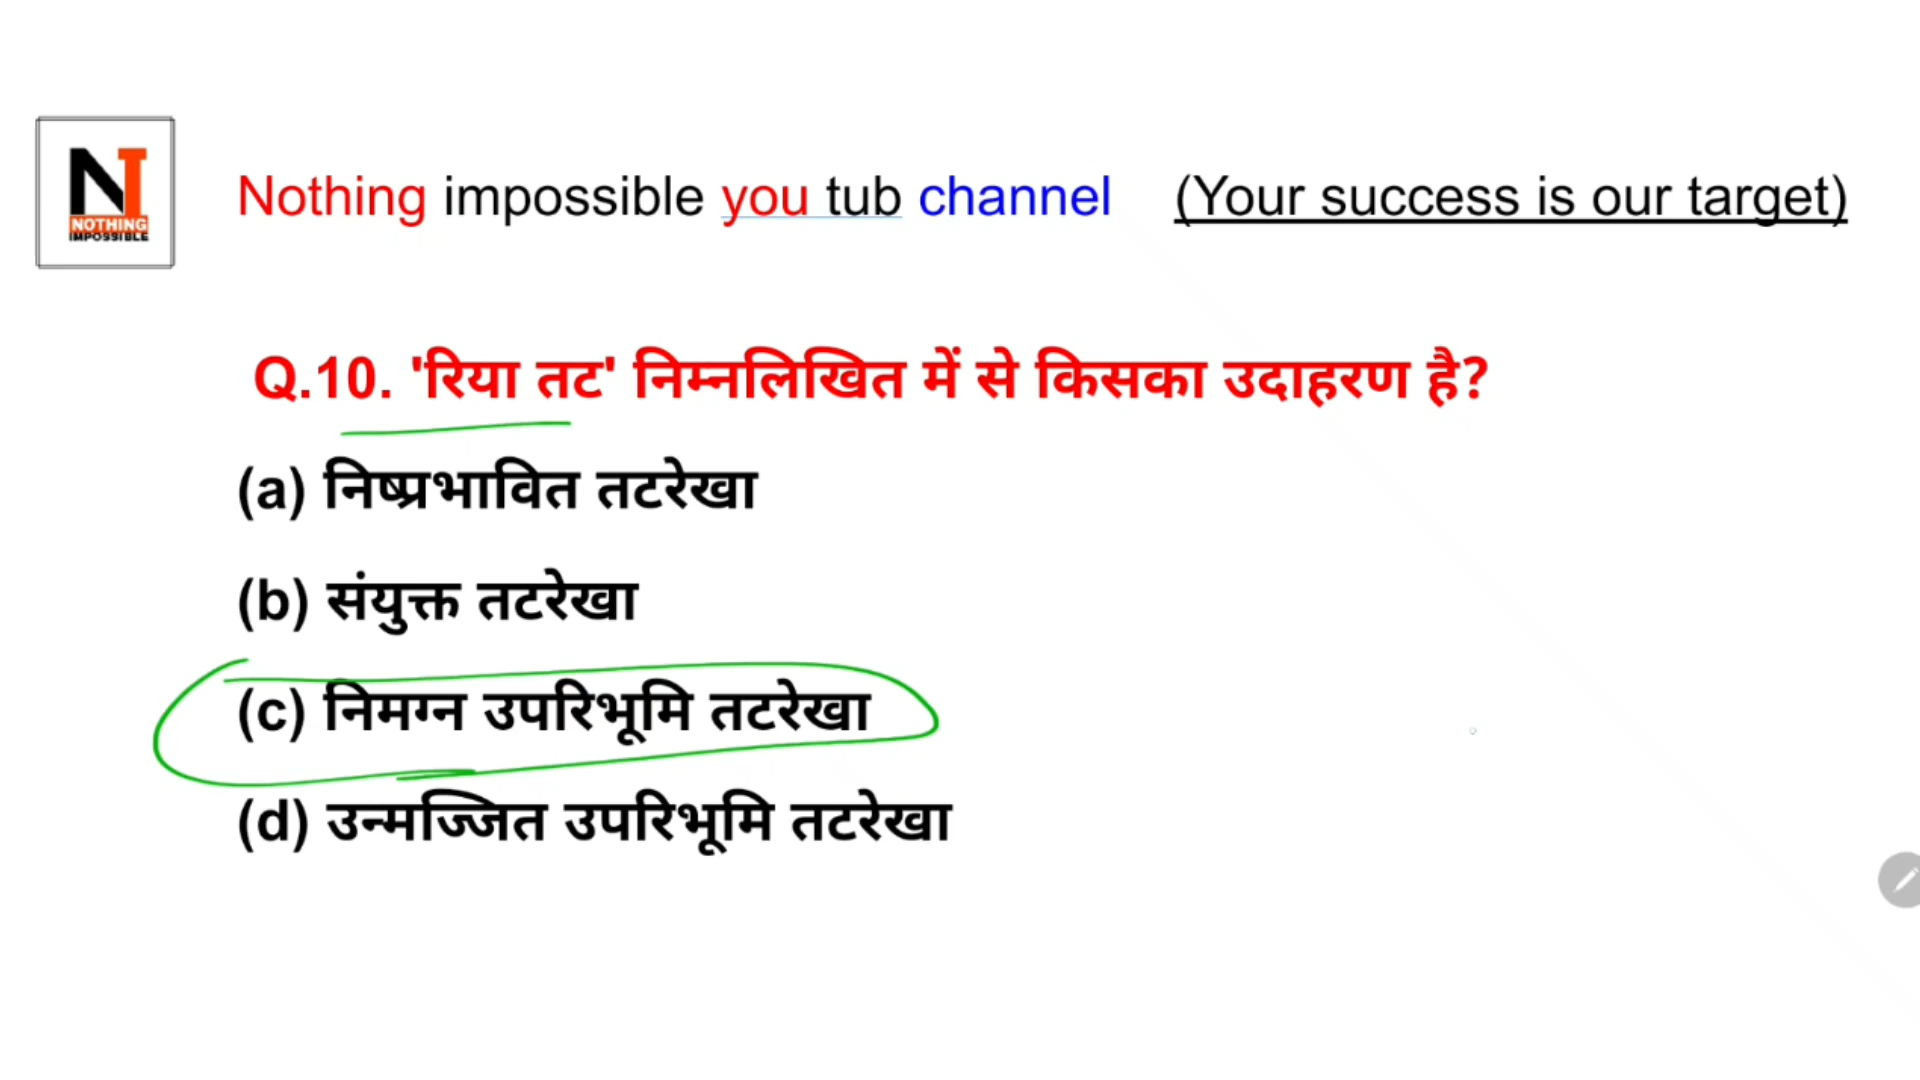 NOTHING
IMPOSSIBLE
Nothing impossible you tub channel (Your success is our target)
Q.10. 'रिया तट' निम्नलिखित में से किसका उदाहरण है?
(a) निष्प्रभावित तटरेखा
(b) संयुक्त तटरेखा
(c) निमग्न उपरिभूमि तटरेखा
(d) उन्मज्जित उपरिभूमि तटरेखा